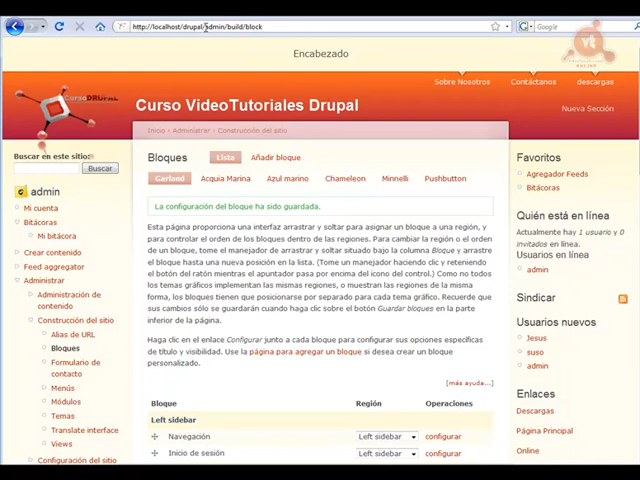 http://localhost/drupal/admin/build/block
Google
Encabezado
vt
ONLINE
Sobre Nosotros
Contáctanos
descargas
Curso DRUPAL
Curso VideoTutoriales Drupal
Nueva Sección
Inicio › Administrar › Construcción del sitio
Buscar en este sitio:
Buscar
admin
Mi cuenta
Bitácoras
Mi bitácora
Crear contenido
Feed aggregator
Administrar
Administración de
contenido
Construcción del sitio
Alias de URL
Bloques
Formulario de
contacto
Menús
Módulos
Temas
Translate interface
Views
Configuración del sitio
Bloques
Lista
Añadir bloque
Garland
Acquia Marina
Azul marino
Chameleon
Minnelli
Pushbutton
La configuración del bloque ha sido guardada.
Esta página proporciona una interfaz arrastrar y soltar para asignar un bloque a una región, y
para controlar el orden de los bloques dentro de las regiones. Para cambiar la región o el orden
de un bloque, tome el manejador de arrastrar y soltar situado bajo la columna Bloque y arrastre
el bloque hasta una nueva posición en la lista. (Tome un manejador haciendo clic y reteniendo
el botón del ratón mientras el apuntador pasa por encima del icono del control.) Como no todos
los temas gráficos implementan las mismas regiones, o muestran las regiones de la misma
forma, los bloques tienen que posicionarse por separado para cada tema gráfico. Recuerde que
sus cambios sólo se guardarán cuando haga clic sobre el botón Guardar bloques en la parte
inferior de la página.
Haga clic en el enlace Configurar junto a cada bloque para configurar sus opciones específicas
de título y visibilidad. Use la página para agregar un bloque si desea crear un bloque
personalizado.
[más ayuda...]
Bloque Región Operaciones
Left sidebar
Navegación Left sidebar configurar
Inicio de sesión Left sidebar configurar
Favoritos
Agregador Feeds
Bitácoras
Quién está en línea
Actualmente hay 1 usuario y 0
invitados en línea.
Usuarios en línea
admin
Sindicar
Usuarios nuevos
Jesus
suso
admin
Enlaces
Descargas
Página Principal
Online